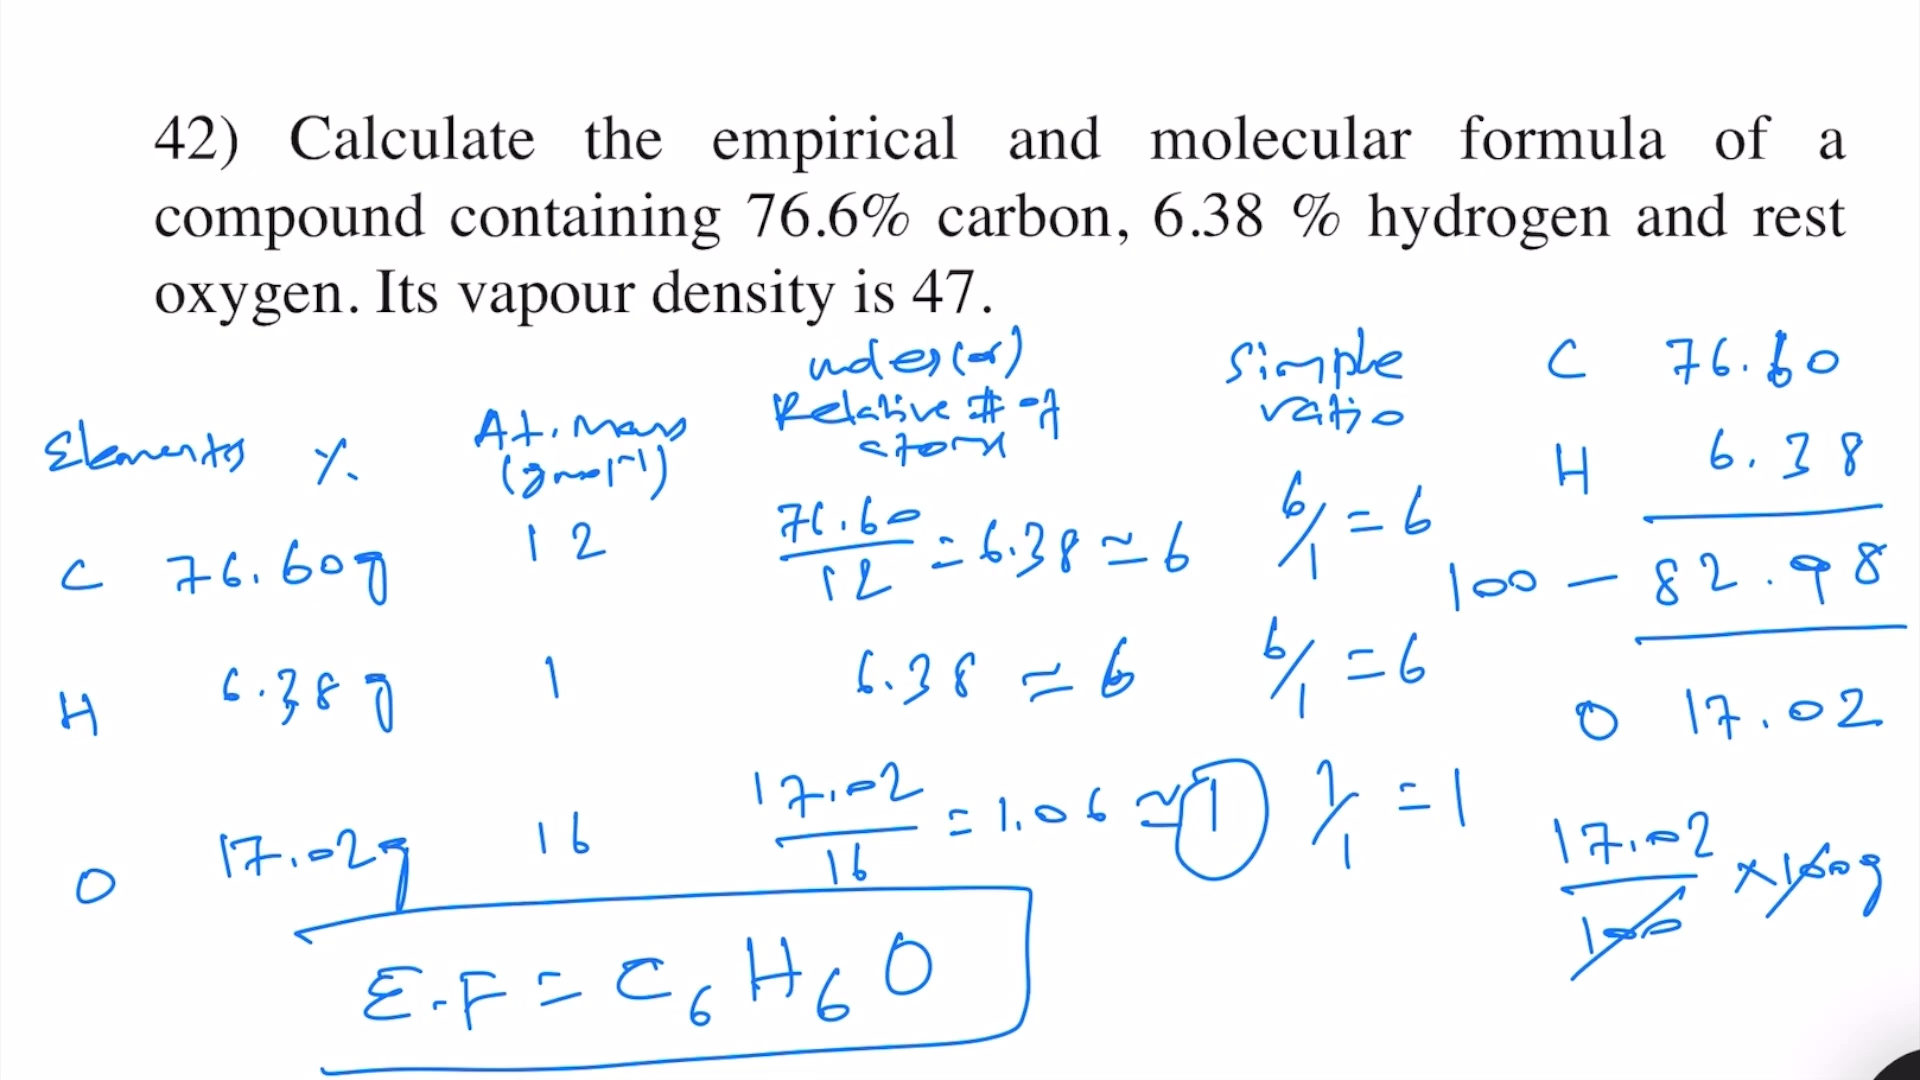 42) Calculate the empirical and molecular formula of a
compound containing 76.6% carbon, 6.38 % hydrogen and rest
oxygen. Its vapour density is 47.
Elements %. At. mass (gmol⁻¹) moles (or) Relative # of atoms Simple ratio
C 76.60g 12 76.60/12 = 6.38 ≃ 6 6/1 = 6
H 6.38g 1 6.38 ≃ 6 6/1 = 6
O 17.02g 16 17.02/16 = 1.06 ≃ 1 1/1 = 1
E.F = C₆H₆O
C 76.60
H 6.38
100 – 82.98
O 17.02
17.02/100 × 100g